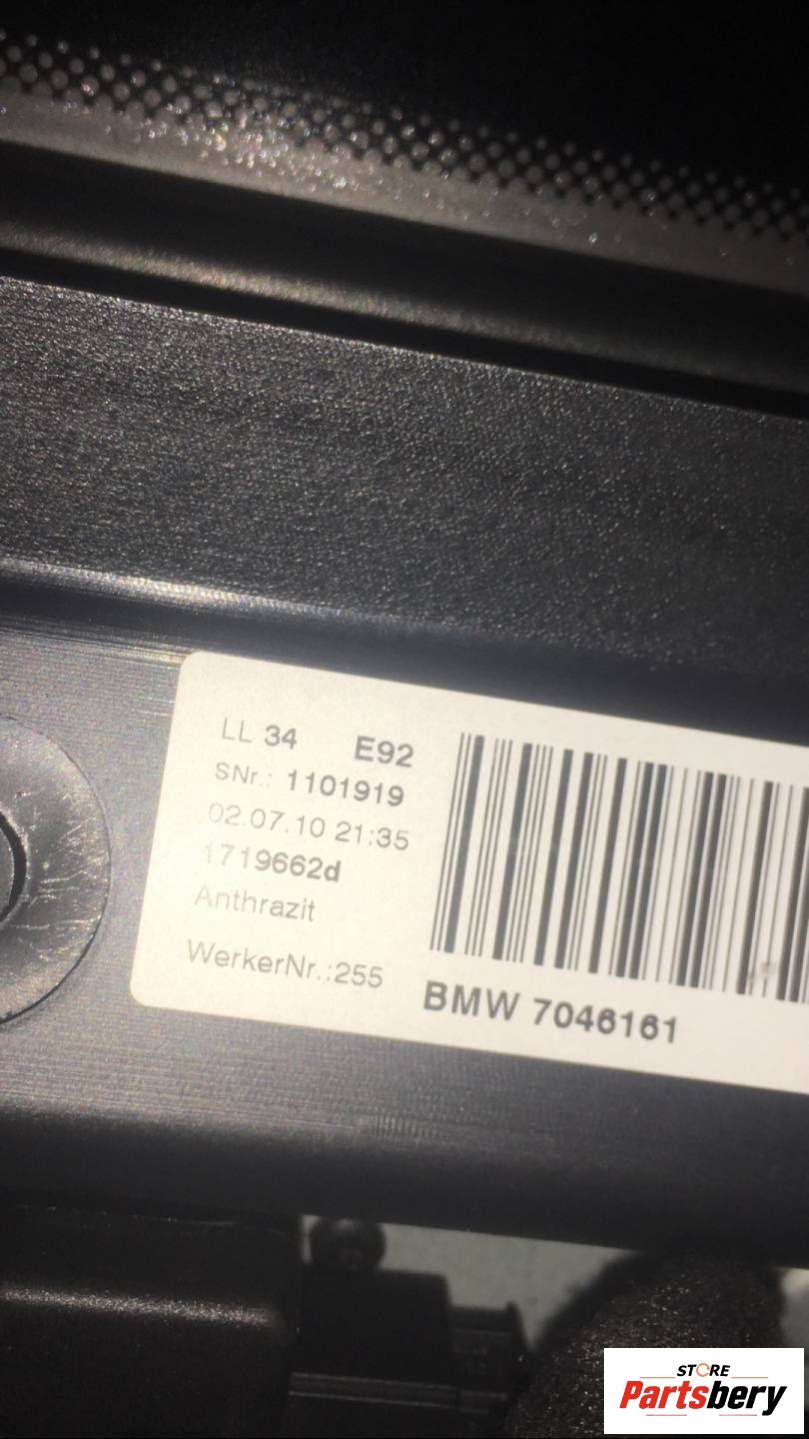 LL 34 E92
SNr.: 1101919
02.07.10 21:35
1719662d
Anthrazit
WerkerNr.:255
BMW 7046161
STORE
Partsbery